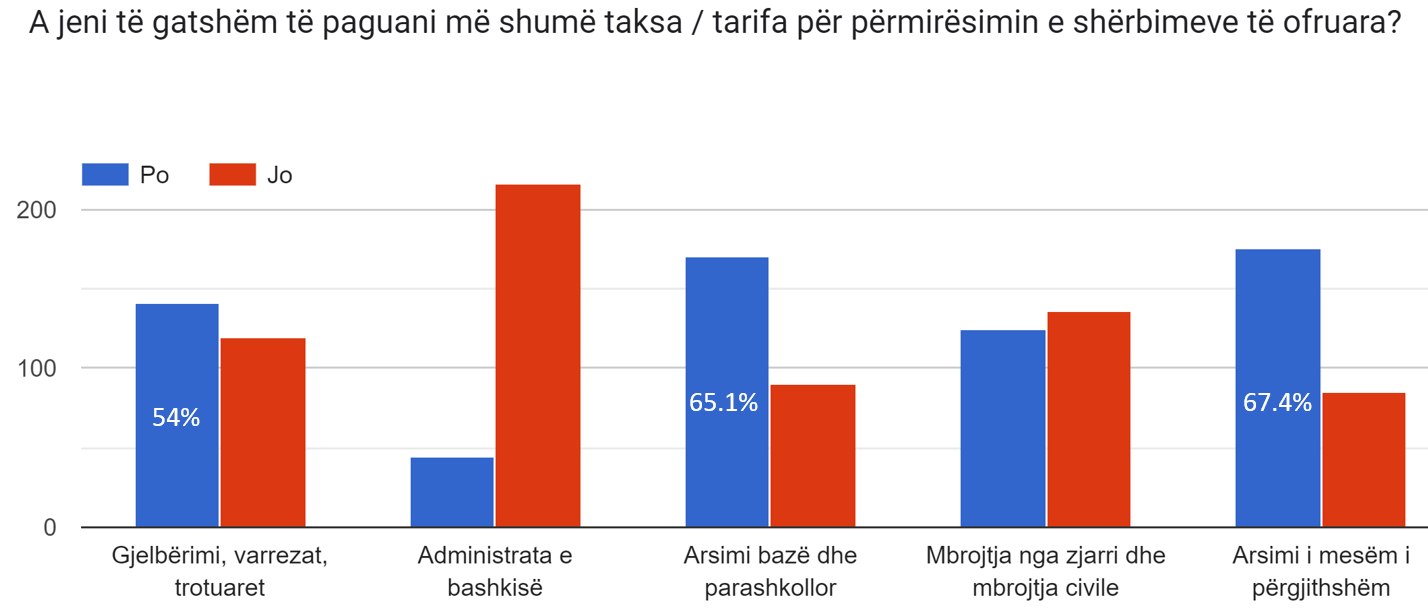 A jeni të gatshëm të paguani më shumë taksa / tarifa për përmirësimin e shërbimeve të ofruara?
Po Jo
200
100
0
54%
65.1%
67.4%
Gjelbërimi, varrezat,
trotuaret
Administrata e
bashkisë
Arsimi bazë dhe
parashkollor
Mbrojtja nga zjarri dhe
mbrojtja civile
Arsimi i mesëm i
përgjithshëm